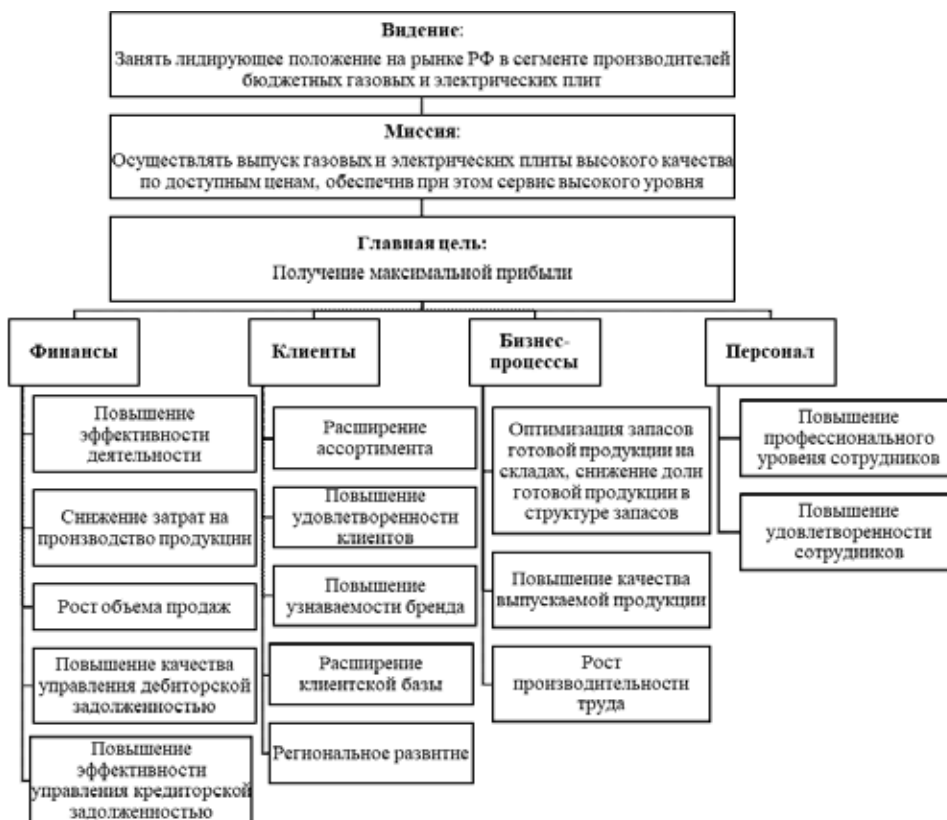 Видение:
Занять лидирующее положение на рынке РФ в сегменте производителей
бюджетных газовых и электрических плит
Миссия:
Осуществлять выпуск газовых и электрических плиты высокого качества
по доступным ценам, обеспечив при этом сервис высокого уровня
Главная цель:
Получение максимальной прибыли
Финансы
Повышение
эффективности
деятельности
Снижение затрат на
производство продукции
Рост объема продаж
Повышение качества
управления дебиторской
задолженностью
Повышение
эффективности
управления кредиторской
задолженностью
Клиенты
Расширение
ассортимента
Повышение
удовлетворенности
клиентов
Повышение
узнаваемости бренда
Расширение
клиентской базы
Региональное развитие
Бизнес-
процессы
Оптимизация запасов
готовой продукции на
складах, снижение доли
готовой продукции в
структуре запасов
Повышение качества
выпускаемой продукции
Рост
производительности
труда
Персонал
Повышение
профессионального
уровеня сотрудников
Повышение
удовлетворенности
сотрудников